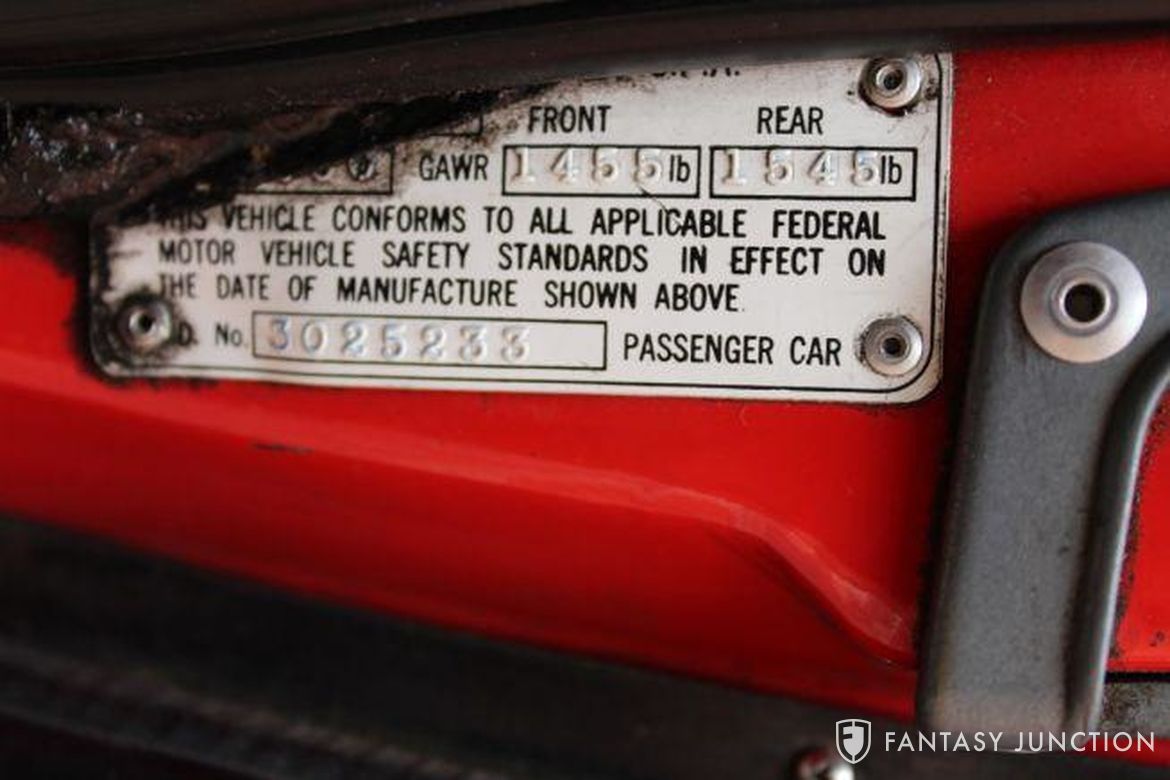 FRONT REAR
GAWR 1455 lb 1545 lb
THIS VEHICLE CONFORMS TO ALL APPLICABLE FEDERAL
MOTOR VEHICLE SAFETY STANDARDS IN EFFECT ON
THE DATE OF MANUFACTURE SHOWN ABOVE.
No. 3025233 PASSENGER CAR
FANTASY JUNCTION